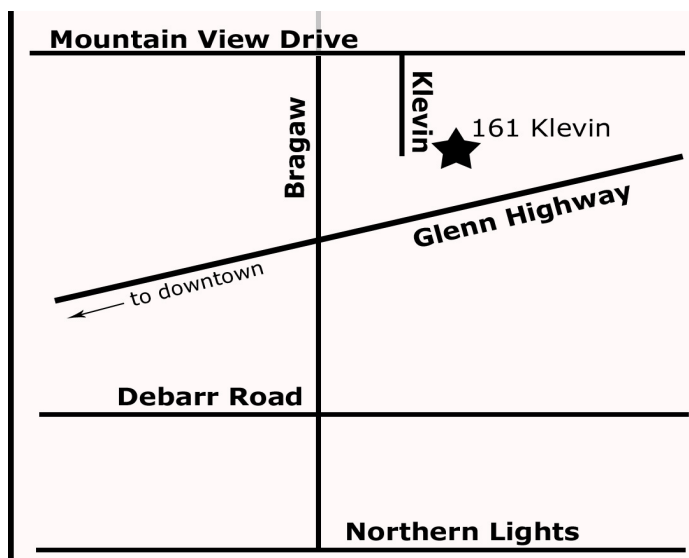 Mountain View Drive
Bragaw
Klevin
161 Klevin
Glenn Highway
to downtown
Debarr Road
Northern Lights